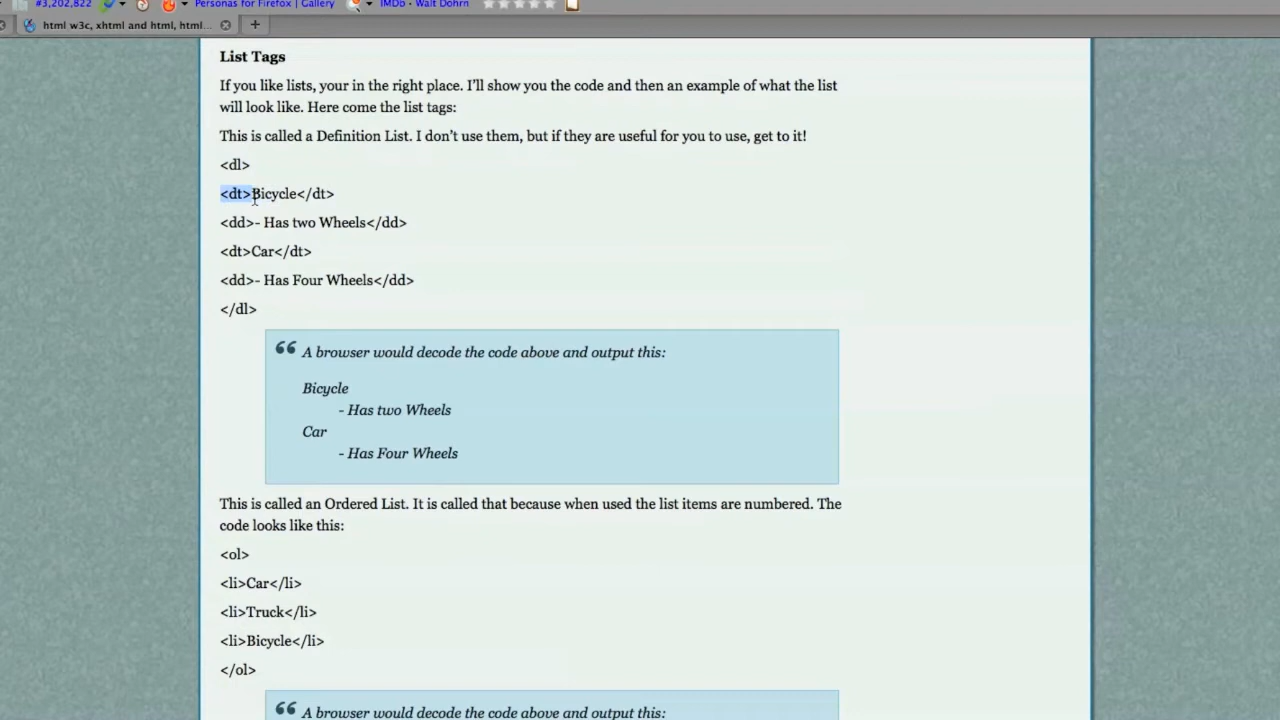 #3,202,822 Personas for Firefox | Gallery IMDb - Walt Dohrn
html w3c, xhtml and html, html...
List Tags
If you like lists, your in the right place. I'll show you the code and then an example of what the list
will look like. Here come the list tags:
This is called a Definition List. I don't use them, but if they are useful for you to use, get to it!
<dl>
<dt>Bicycle</dt>
<dd>- Has two Wheels</dd>
<dt>Car</dt>
<dd>- Has Four Wheels</dd>
</dl>
“ A browser would decode the code above and output this:
Bicycle
- Has two Wheels
Car
- Has Four Wheels
This is called an Ordered List. It is called that because when used the list items are numbered. The
code looks like this:
<ol>
<li>Car</li>
<li>Truck</li>
<li>Bicycle</li>
</ol>
“ A browser would decode the code above and output this: